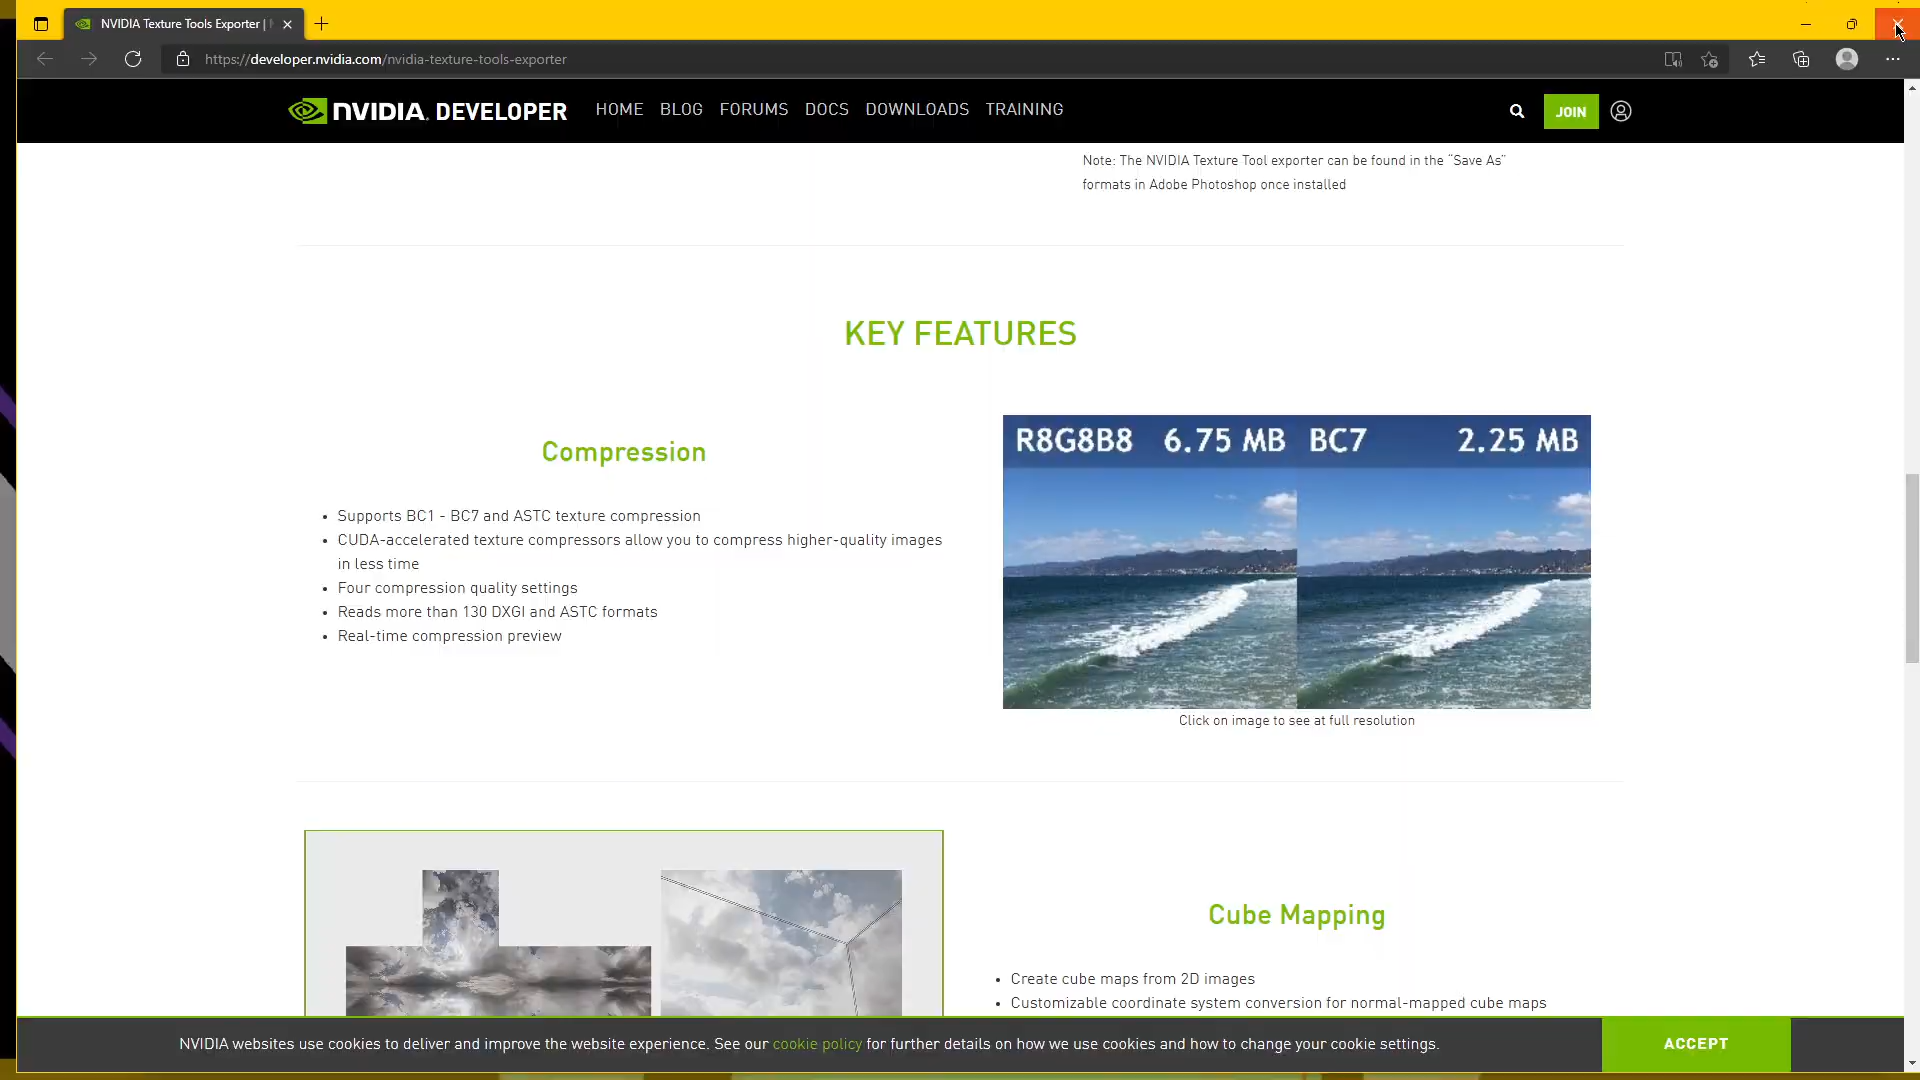 NVIDIA Texture Tools Exporter |
https://developer.nvidia.com/nvidia-texture-tools-exporter
NVIDIA. DEVELOPER HOME BLOG FORUMS DOCS DOWNLOADS TRAINING JOIN
Note: The NVIDIA Texture Tool exporter can be found in the “Save As”
formats in Adobe Photoshop once installed
KEY FEATURES
Compression
• Supports BC1 - BC7 and ASTC texture compression
• CUDA-accelerated texture compressors allow you to compress higher-quality images
in less time
• Four compression quality settings
• Reads more than 130 DXGI and ASTC formats
• Real-time compression preview
R8G8B8 6.75 MB BC7 2.25 MB
Click on image to see at full resolution
Cube Mapping
• Create cube maps from 2D images
• Customizable coordinate system conversion for normal-mapped cube maps
NVIDIA websites use cookies to deliver and improve the website experience. See our cookie policy for further details on how we use cookies and how to change your cookie settings.
ACCEPT